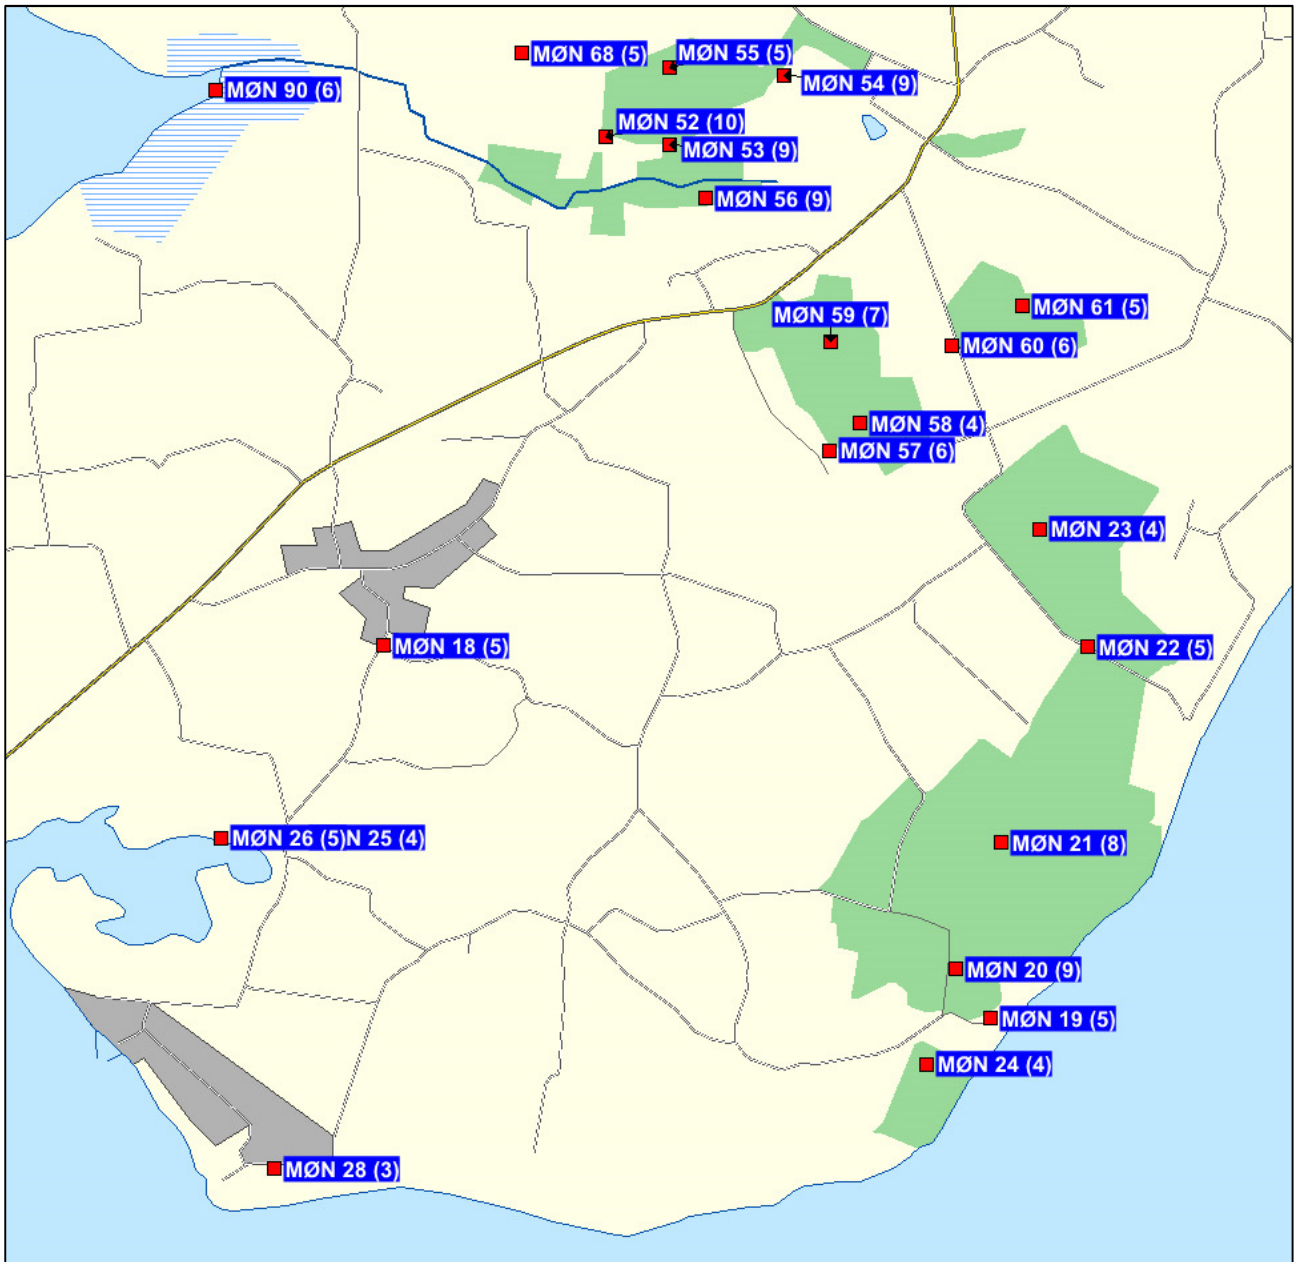 MØN 68 (5)
MØN 55 (5)
MØN 54 (9)
MØN 90 (6)
MØN 52 (10)
MØN 53 (9)
MØN 56 (9)
MØN 61 (5)
MØN 59 (7)
MØN 60 (6)
MØN 58 (4)
MØN 57 (6)
MØN 23 (4)
MØN 18 (5)
MØN 22 (5)
MØN 26 (5)N 25 (4)
MØN 21 (8)
MØN 20 (9)
MØN 19 (5)
MØN 24 (4)
MØN 28 (3)